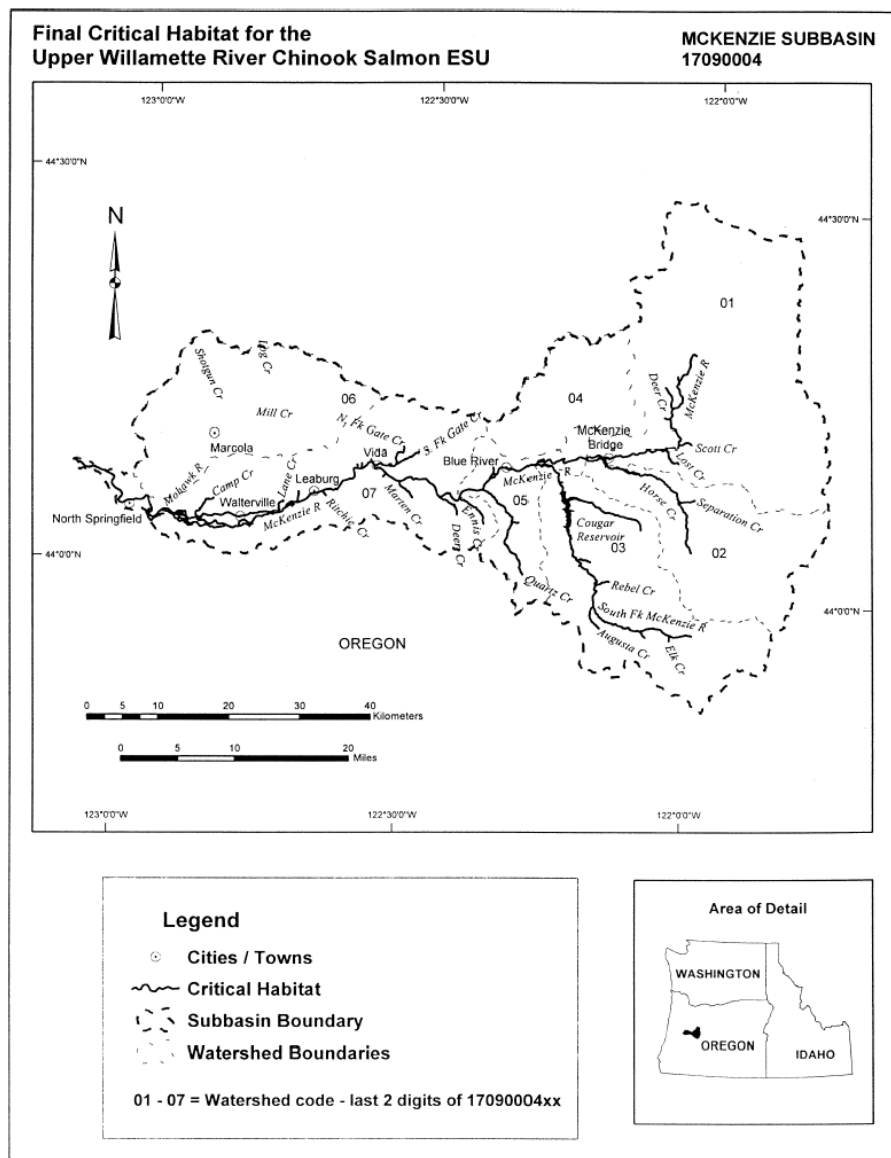 Final Critical Habitat for the
Upper Willamette River Chinook Salmon ESU
MCKENZIE SUBBASIN
17090004
123°0'0"W
122°30'0"W
122°0'0"W
44°30'0"N
44°30'0"N
N
01
Shotgun Cr
Log Cr
06
04
Deer Cr
McKenzie R
Mill Cr
N. Fk Gate Cr
S. Fk Gate Cr
McKenzie
Bridge
Marcola
Vida
Scott Cr
Blue River
Lost Cr
Mohawk R
Camp Cr
Lane Cr
Leaburg
07
McKenzie R
Walterville
05
Horse Cr
Separation Cr
North Springfield
McKenzie R
Ritchie Cr
Marten Cr
Deer Cr
Ennis Cr
Cougar
Reservoir
03
02
44°0'0"N
44°0'0"N
Quartz Cr
Rebel Cr
South Fk McKenzie R
OREGON
Augusta Cr
Elk Cr
0 5 10 20 30 40
Kilometers
0 5 10 20
Miles
123°0'0"W
122°30'0"W
122°0'0"W
Legend
Cities / Towns
Critical Habitat
Subbasin Boundary
Watershed Boundaries
01 - 07 = Watershed code - last 2 digits of 17090004xx
Area of Detail
WASHINGTON
OREGON
IDAHO